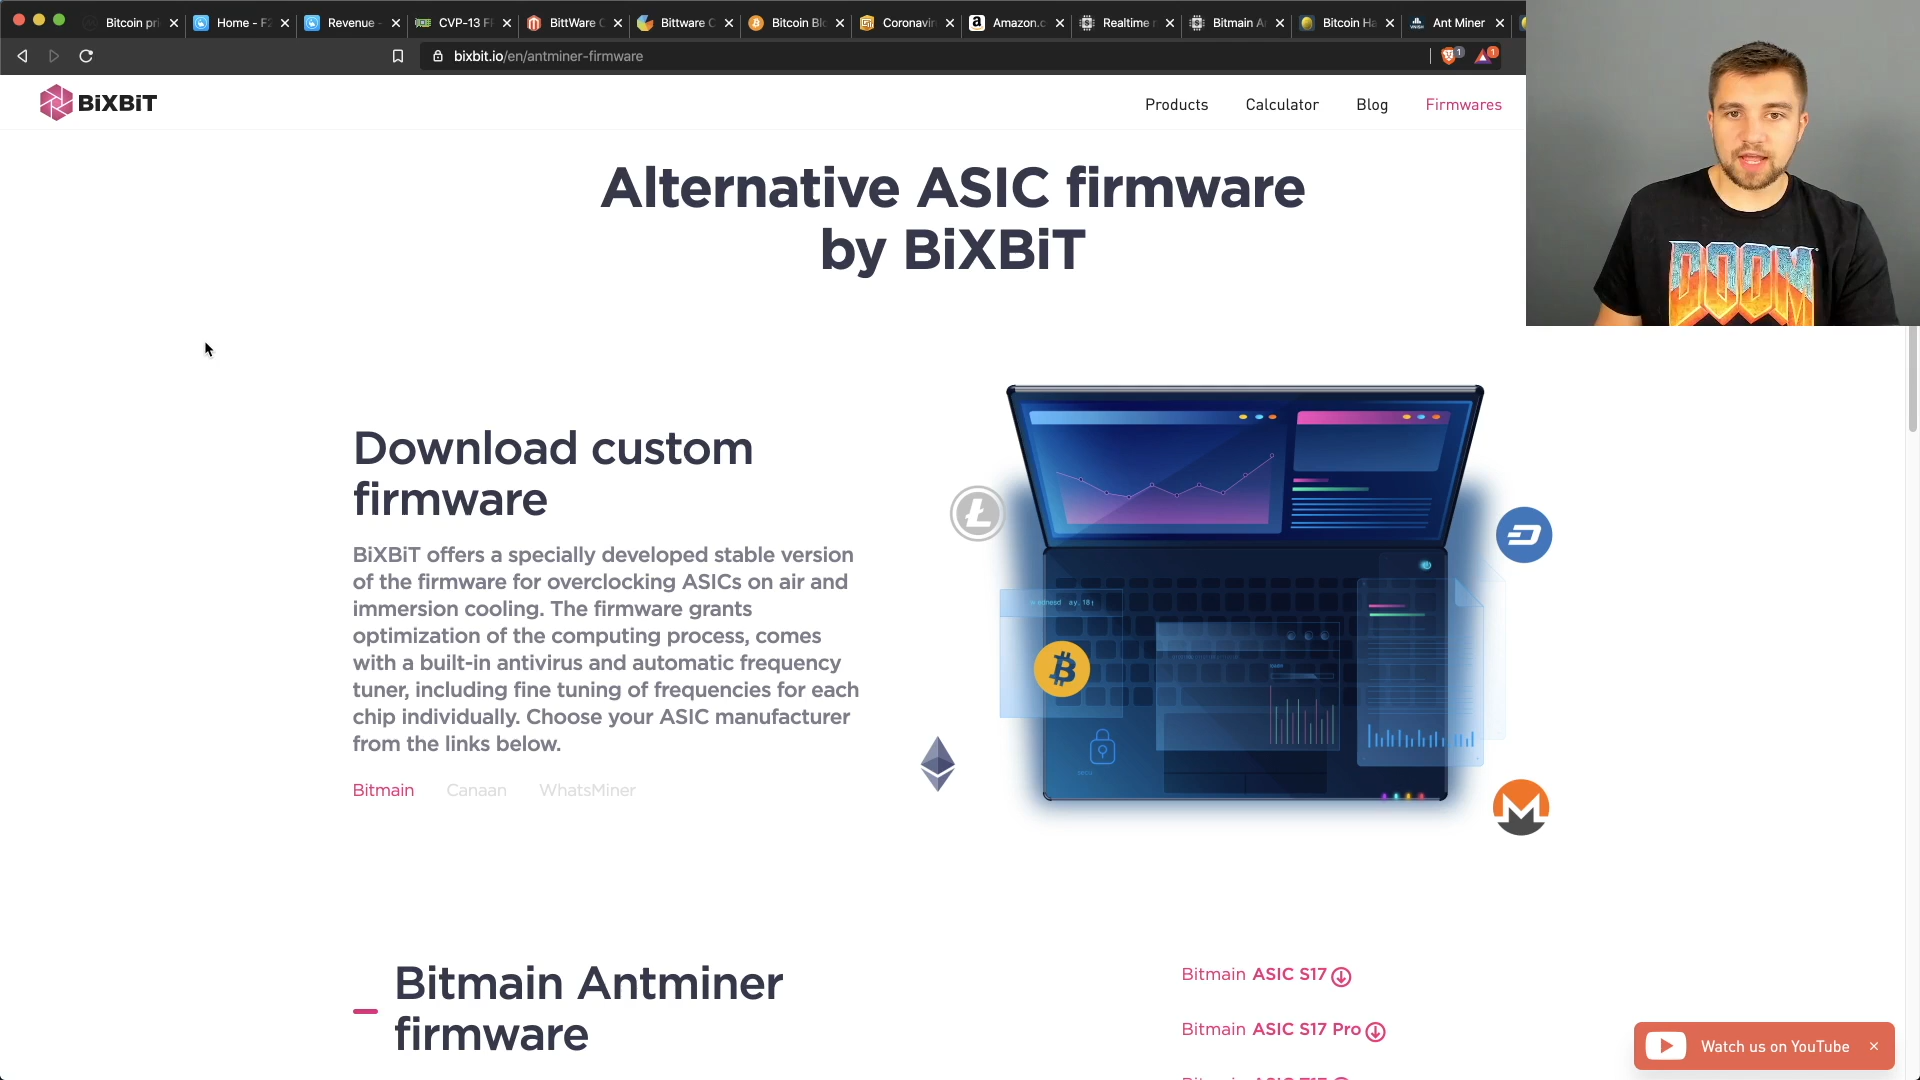 Bitcoin pri
Home - F2
Revenue -
CVP-13 FP
BittWare C
Bittware C
Bitcoin Blo
Coronaviru
Amazon.c
Realtime m
Bitmain A
Bitcoin Ha
Ant Miner
bixbit.io/en/antminer-firmware
1
1
BiXBiT
Products
Calculator
Blog
Firmwares
Alternative ASIC firmware
by BiXBiT
DOOM
Download custom
firmware
BiXBiT offers a specially developed stable version
of the firmware for overclocking ASICs on air and
immersion cooling. The firmware grants
optimization of the computing process, comes
with a built-in antivirus and automatic frequency
tuner, including fine tuning of frequencies for each
chip individually. Choose your ASIC manufacturer
from the links below.
Bitmain
Canaan
WhatsMiner
Bitmain Antminer
firmware
Bitmain ASIC S17
Bitmain ASIC S17 Pro
Watch us on YouTube